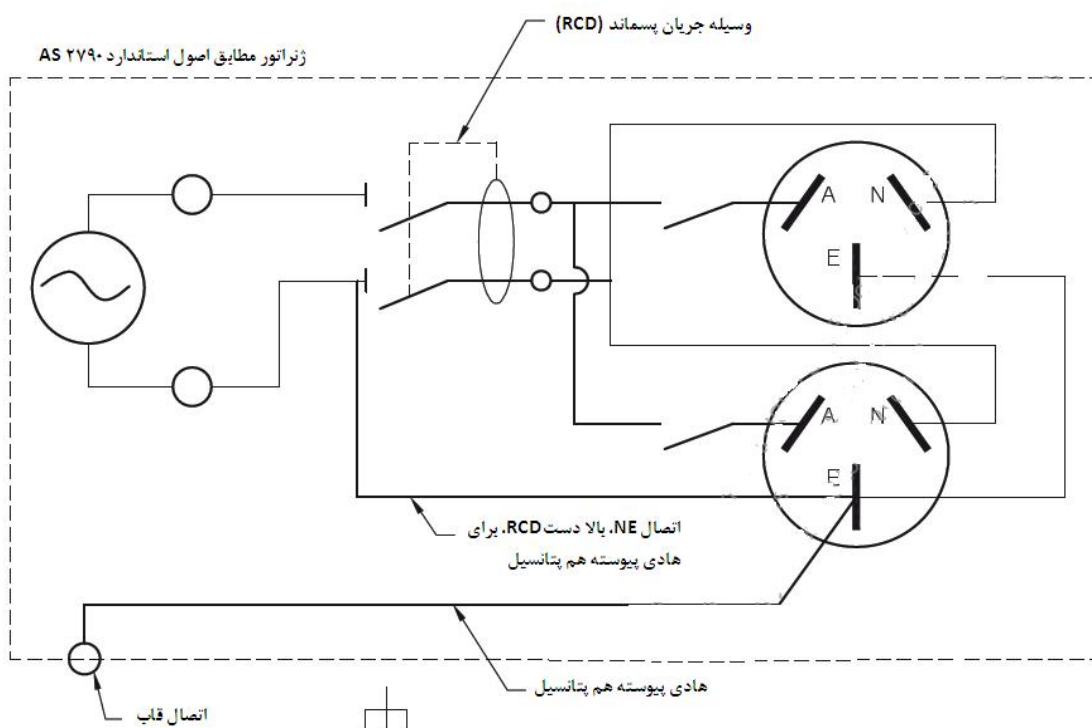 وسیله جریان پسماند (RCD)
ژنراتور مطابق اصول استاندارد AS ۲۷۹۰
A N
E
A N
E
اتصال NE، بالا دست RCD، برای
هادی پیوسته هم پتانسیل
هادی پیوسته هم پتانسیل
اتصال قاب